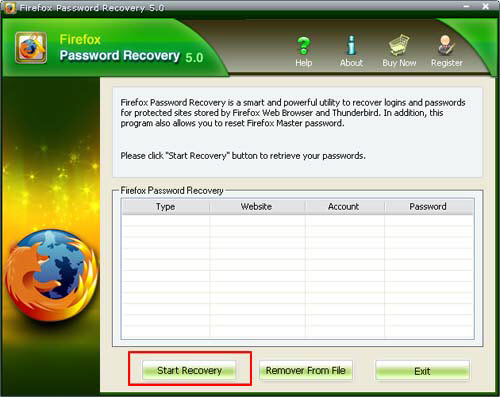 Firefox Password Recovery 5.0
Firefox
Password Recovery 5.0
Help
About
Buy Now
Register
Firefox Password Recovery is a smart and powerful utility to recover logins and passwords
for protected sites stored by Firefox Web Browser and Thunderbird. In addition, this
program also allows you to reset Firefox Master password.
Please click "Start Recovery" button to retrieve your passwords.
Firefox Password Recovery
Type Website Account Password
Start Recovery
Remover From File
Exit